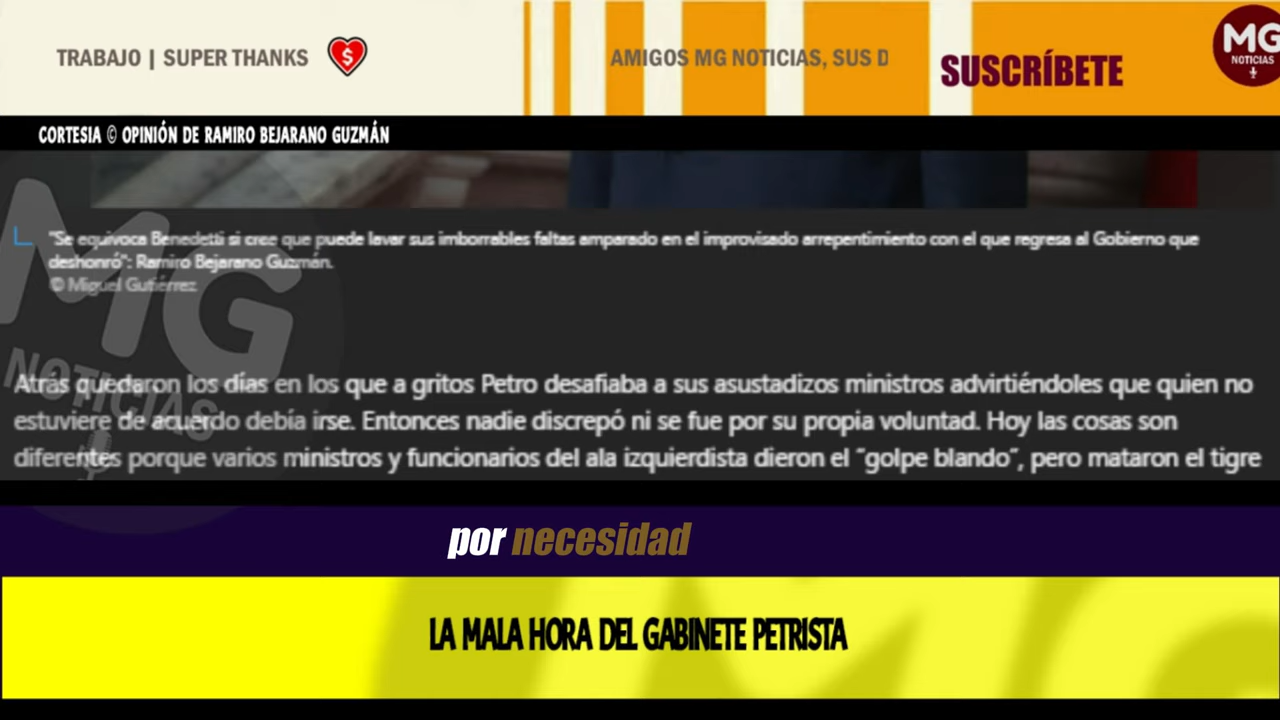 TRABAJO | SUPER THANKS
$
AMIGOS MG NOTICIAS, SUS D
SUSCRÍBETE
MG
NOTICIAS
CORTESIA © OPINIÓN DE RAMIRO BEJARANO GUZMÁN
"Se equivoca Benedetti si cree que puede lavar sus imborrables faltas amparado en el improvisado arrepentimiento con el que regresa al Gobierno que
deshonró": Ramiro Bejarano Guzmán.
© Miguel Gutiérrez
MG
NOTICIAS
Atrás quedaron los días en los que a gritos Petro desafiaba a sus asustadizos ministros advirtiéndoles que quien no
estuviere de acuerdo debía irse. Entonces nadie discrepó ni se fue por su propia voluntad. Hoy las cosas son
diferentes porque varios ministros y funcionarios del ala izquierdista dieron el “golpe blando”, pero mataron el tigre
por necesidad
LA MALA HORA DEL GABINETE PETRISTA